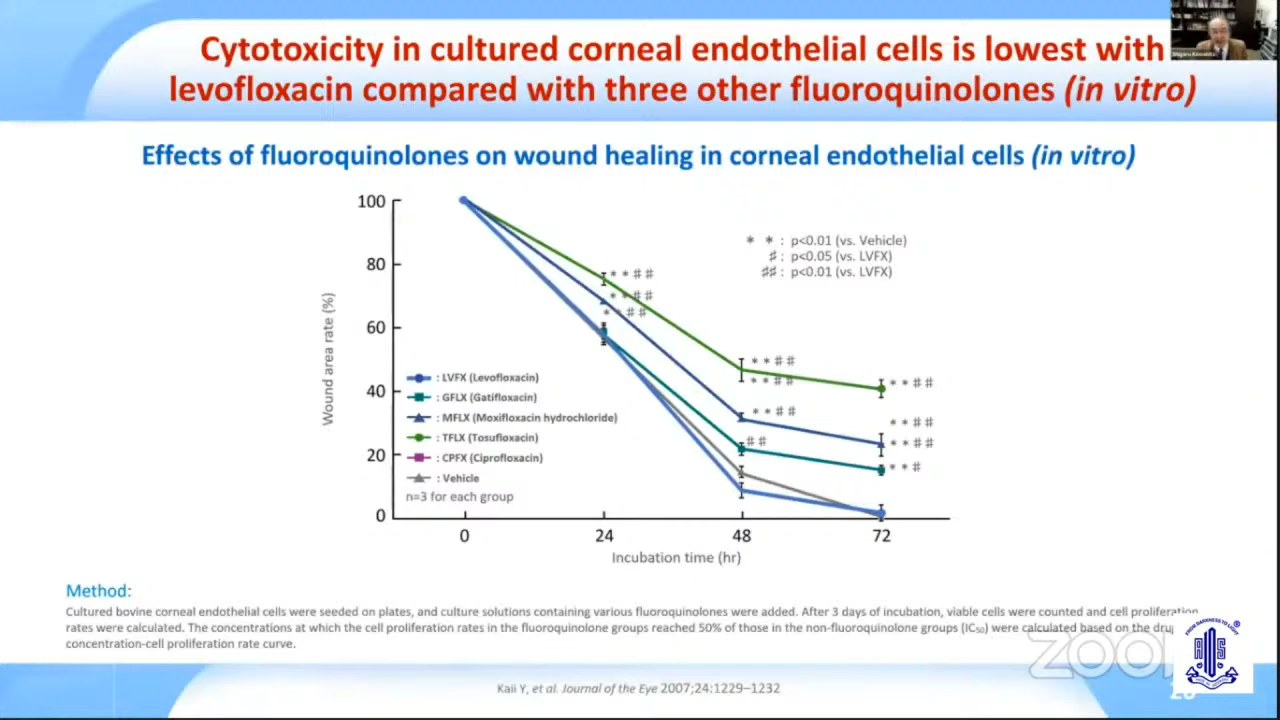 Cytotoxicity in cultured corneal endothelial cells is lowest with
levofloxacin compared with three other fluoroquinolones (in vitro)
Effects of fluoroquinolones on wound healing in corneal endothelial cells (in vitro)
100
80
60
40
20
0
Wound area rate (%)
* * : p<0.01 (vs. Vehicle)
♯ : p<0.05 (vs. LVFX)
♯♯ : p<0.01 (vs. LVFX)
* * # #
* * # #
* * # #
* * # #
* * # #
* * # #
# #
* * # #
* * # #
* * # #
* * #
: LVFX (Levofloxacin)
: GFLX (Gatifloxacin)
: MFLX (Moxifloxacin hydrochloride)
: TFLX (Tosufloxacin)
: CPFX (Ciprofloxacin)
: Vehicle
n=3 for each group
0 24 48 72
Incubation time (hr)
Method:
Cultured bovine corneal endothelial cells were seeded on plates, and culture solutions containing various fluoroquinolones were added. After 3 days of incubation, viable cells were counted and cell proliferation
rates were calculated. The concentrations at which the cell proliferation rates in the fluoroquinolone groups reached 50% of those in the non-fluoroquinolone groups (IC50) were calculated based on the drug
concentration-cell proliferation rate curve.
Kaii Y, et al. Journal of the Eye 2007;24:1229–1232
zoom